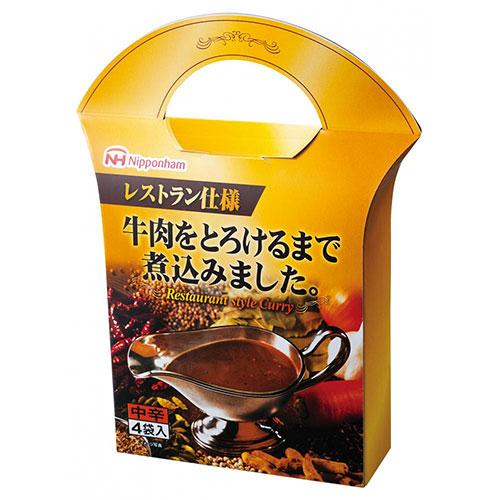 NH Nipponham
レストラン仕様
牛肉をとろけるまで
煮込みました。
Restaurant style Curry
中辛
4袋入